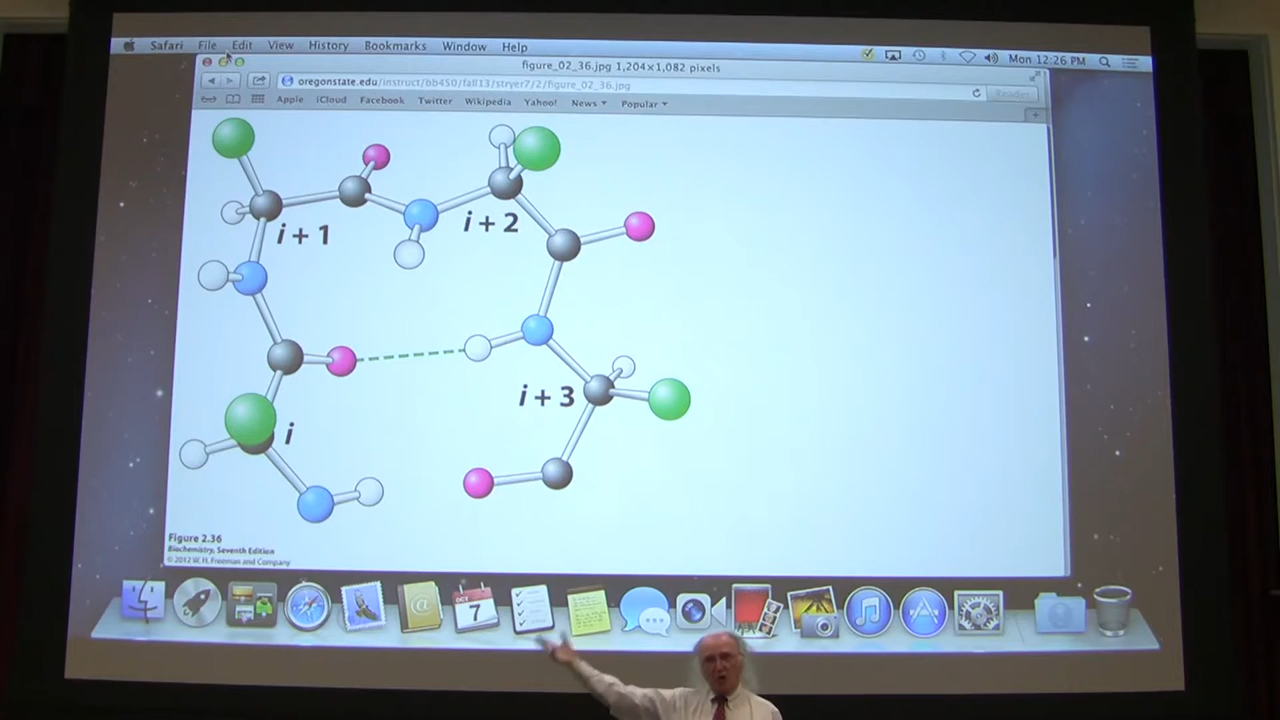 Safari File Edit View History Bookmarks Window Help Mon 12:26 PM
figure_02_36.jpg 1,204×1,082 pixels
oregonstate.edu/instruct/bb450/fall13/stryer7/2/figure_02_36.jpg Reader
Apple iCloud Facebook Twitter Wikipedia Yahoo! News Popular
i + 1
i + 2
i + 3
i
Figure 2.36
Biochemistry, Seventh Edition
© 2012 W. H. Freeman and Company
OCT
7